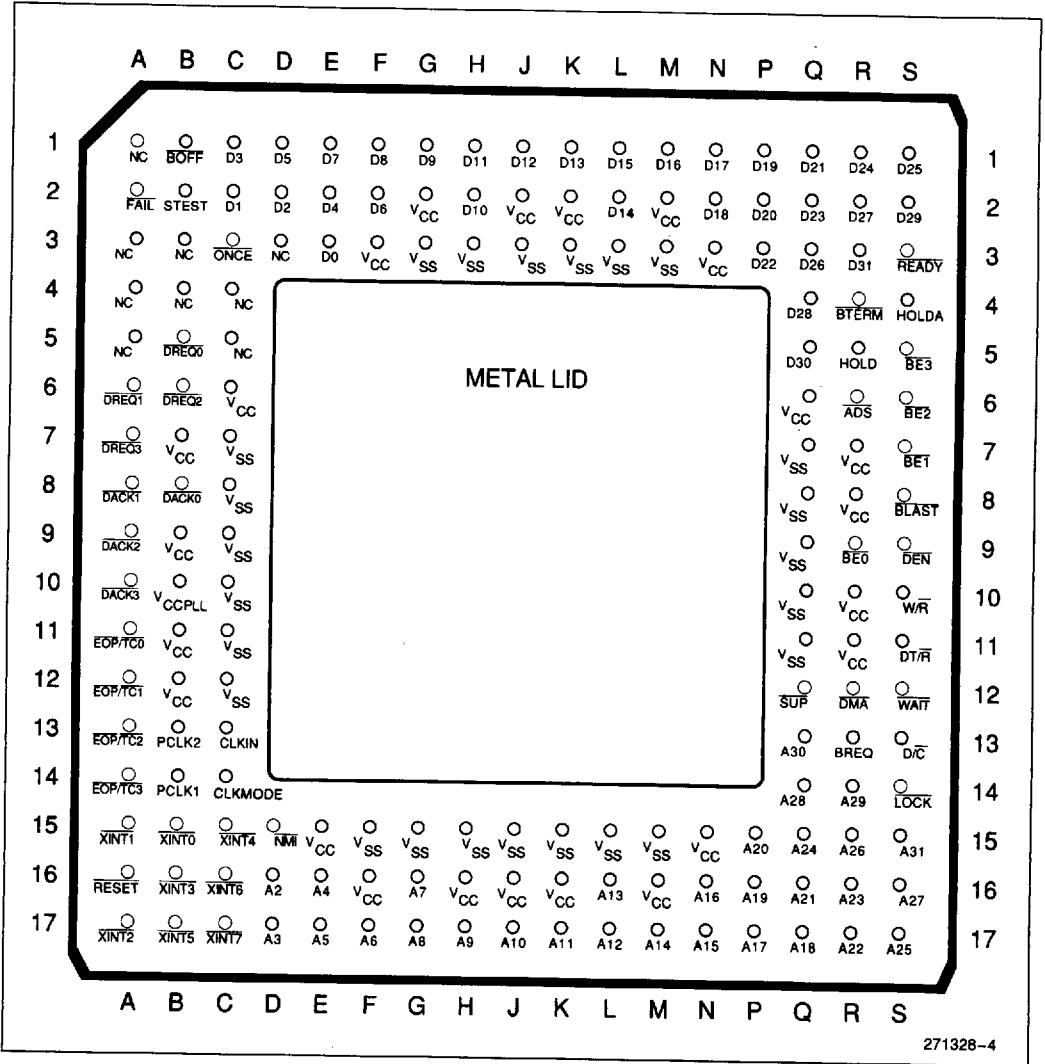 A B C D E F G H J K L M N P Q R S
1 NC BOFF D3 D5 D7 D8 D9 D11 D12 D13 D15 D16 D17 D19 D21 D24 D25 1
2 FAIL STEST D1 D2 D4 D6 VCC D10 VCC VCC D14 VCC D18 D20 D23 D27 D29 2
3 NC NC ONCE NC D0 VCC VSS VSS VSS VSS VSS VSS VCC D22 D26 D31 READY 3
4 NC NC NC D28 BTERM HOLDA 4
5 NC DREQ0 NC D30 HOLD BE3 5
METAL LID
6 DREQ1 DREQ2 VCC VCC ADS BE2 6
7 DREQ3 VCC VSS VSS VCC BE1 7
8 DACK1 DACK0 VSS VSS VCC BLAST 8
9 DACK2 VCC VSS VSS BE0 DEN 9
10 DACK3 VCCPLL VSS VSS VCC W/R 10
11 EOP/TC0 VCC VSS VSS VCC DT/R 11
12 EOP/TC1 VCC VSS SUP DMA WAIT 12
13 EOP/TC2 PCLK2 CLKIN A30 BREQ D/C 13
14 EOP/TC3 PCLK1 CLKMODE A28 A29 LOCK 14
15 XINT1 XINT0 XINT4 NMI VCC VSS VSS VSS VSS VSS VSS VSS VCC A20 A24 A26 A31 15
16 RESET XINT3 XINT6 A2 A4 VCC A7 VCC VCC VCC A13 VCC A16 A19 A21 A23 A27 16
17 XINT2 XINT5 XINT7 A3 A5 A6 A8 A9 A10 A11 A12 A14 A15 A17 A18 A22 A25 17
A B C D E F G H J K L M N P Q R S
271328-4